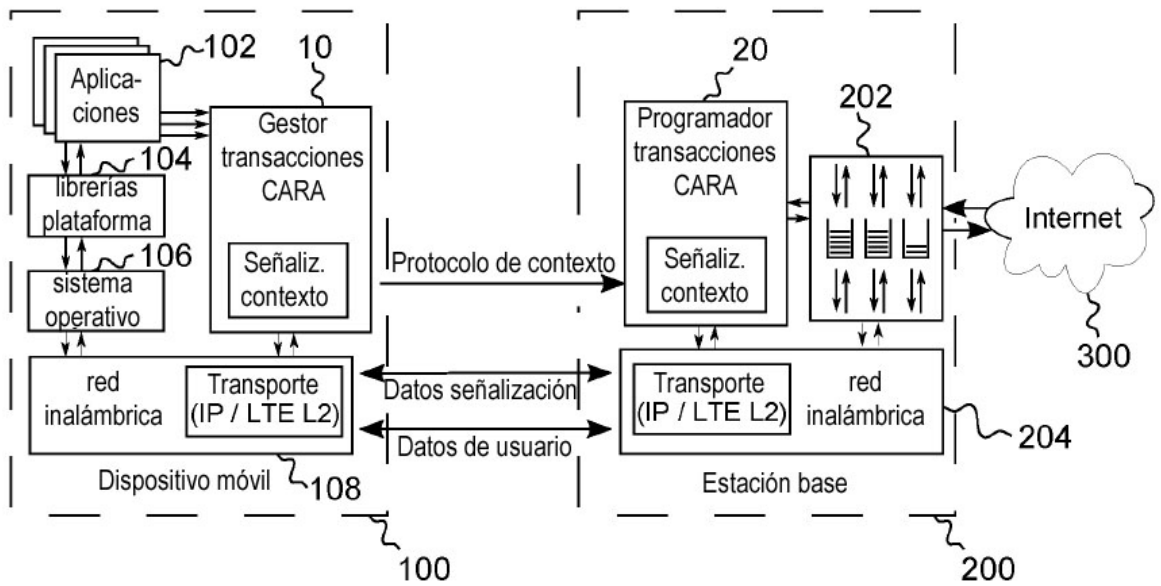 102
Aplica-
ciones
10
Gestor
transacciones
CARA
104
librerías
plataforma
106
sistema
operativo
Señaliz.
contexto
red
inalámbrica
Transporte
(IP / LTE L2)
Dispositivo móvil
108
100
Protocolo de contexto
Datos señalización
Datos de usuario
20
Programador
transacciones
CARA
202
Señaliz.
contexto
Transporte
(IP / LTE L2)
red
inalámbrica
204
Estación base
200
Internet
300